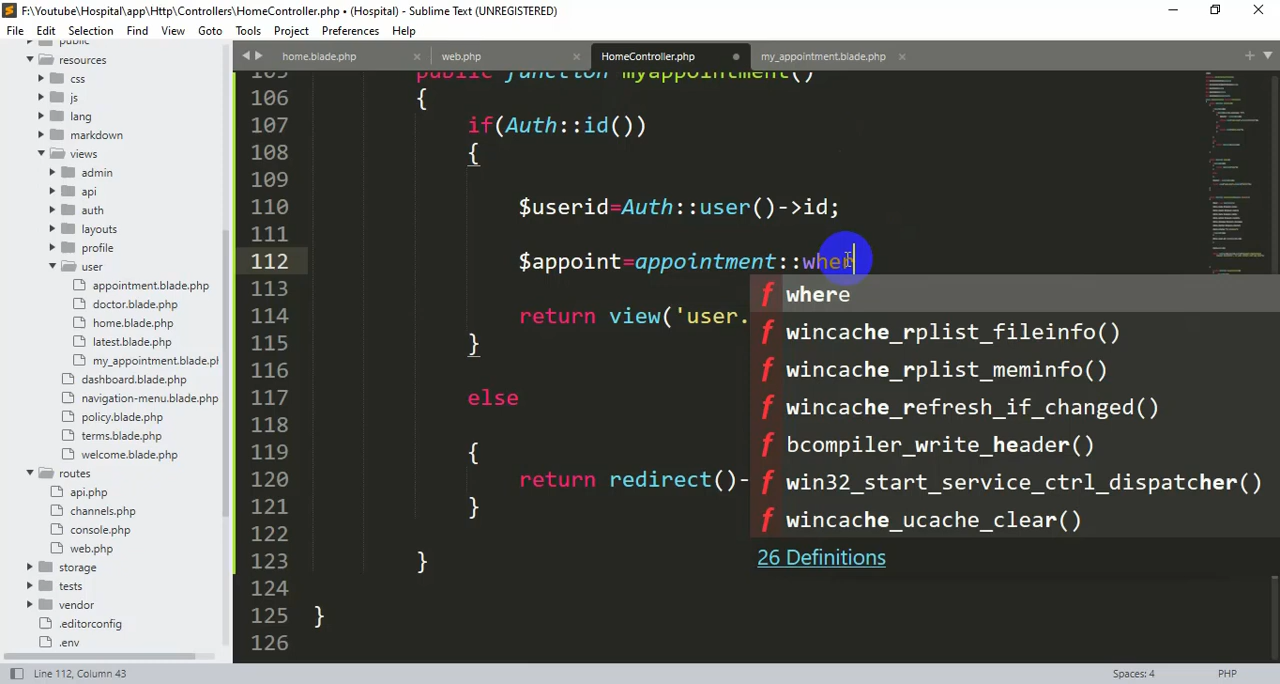 F:\Youtube\Hospital\app\Http\Controllers\HomeController.php • (Hospital) - Sublime Text (UNREGISTERED)
File Edit Selection Find View Goto Tools Project Preferences Help
home.blade.php × web.php × HomeController.php my_appointment.blade.php ×
public
resources
css
js
lang
markdown
views
admin
api
auth
layouts
profile
user
appointment.blade.php
doctor.blade.php
home.blade.php
latest.blade.php
my_appointment.blade.ph
dashboard.blade.php
navigation-menu.blade.php
policy.blade.php
terms.blade.php
welcome.blade.php
routes
api.php
channels.php
console.php
web.php
storage
tests
vendor
.editorconfig
.env
105 public function myappointment()
106 {
107 if(Auth::id())
108 {
109
110 $userid=Auth::user()->id;
111
112 $appoint=appointment::wher
113
114 return view('user.
115 }
116
117 else
118
119 {
120 return redirect()-
121 }
122
123 }
124
125 }
126
f where
f wincache_rplist_fileinfo()
f wincache_rplist_meminfo()
f wincache_refresh_if_changed()
f bcompiler_write_header()
f win32_start_service_ctrl_dispatcher()
f wincache_ucache_clear()
26 Definitions
Line 112, Column 43 Spaces: 4 PHP